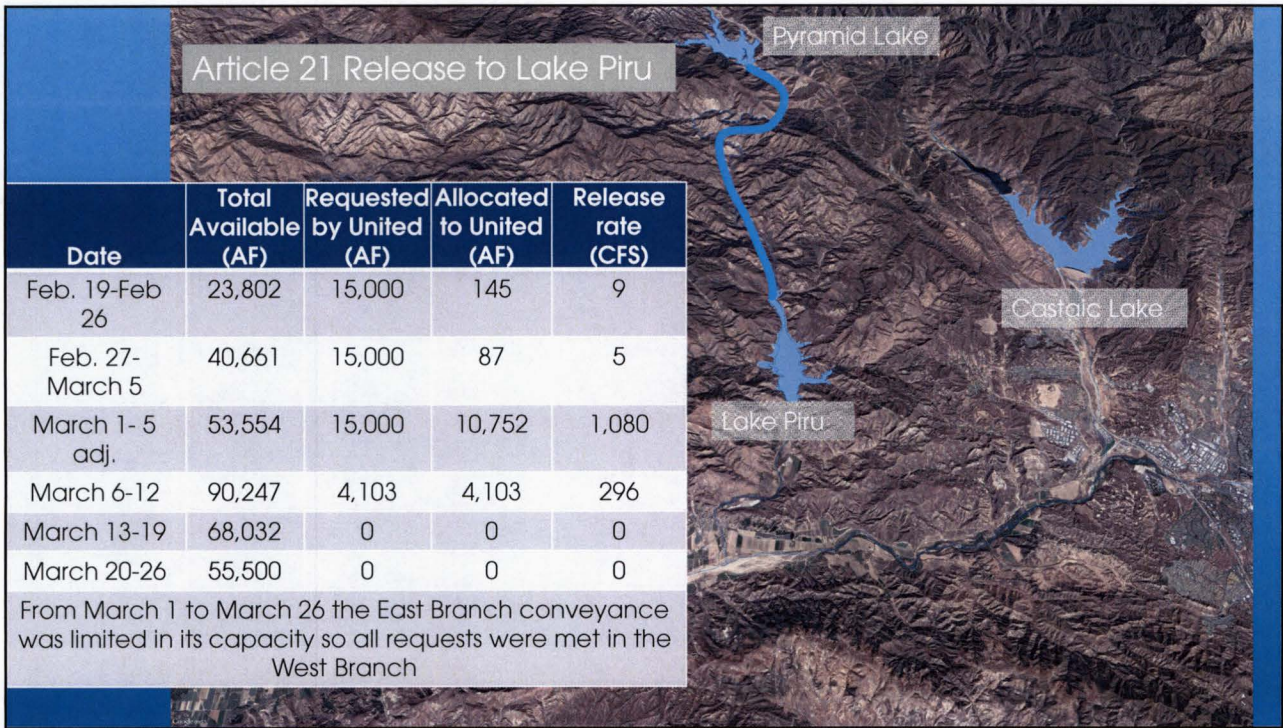 Article 21 Release to Lake Piru
Pyramid Lake
Castaic Lake
Lake Piru
Date
Total
Available
(AF)
Requested
by United
(AF)
Allocated
to United
(AF)
Release
rate
(CFS)
Feb. 19-Feb
26
23,802
15,000
145
9
Feb. 27-
March 5
40,661
15,000
87
5
March 1- 5
adj.
53,554
15,000
10,752
1,080
March 6-12
90,247
4,103
4,103
296
March 13-19
68,032
0
0
0
March 20-26
55,500
0
0
0
From March 1 to March 26 the East Branch conveyance
was limited in its capacity so all requests were met in the
West Branch